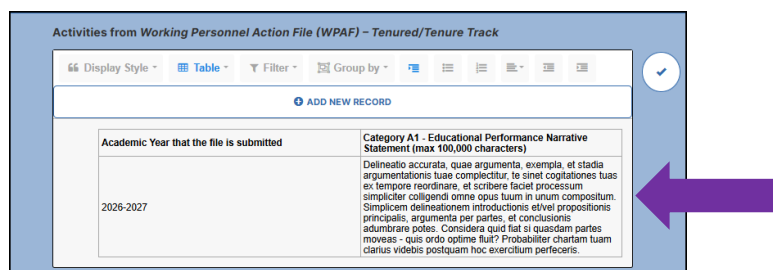 Activities from Working Personnel Action File (WPAF) – Tenured/Tenure Track
Display Style Table Filter Group by
ADD NEW RECORD
Academic Year that the file is submitted
Category A1 - Educational Performance Narrative
Statement (max 100,000 characters)
2026-2027
Delineatio accurata, quae argumenta, exempla, et stadia
argumentationis tuae complectitur, te sinet cogitationes tuas
ex tempore reordinare, et scribere faciet processum
simpliciter colligendi omne opus tuum in unum compositum.
Simplicem delineationem introductionis et/vel propositionis
principalis, argumenta per partes, et conclusionis
adumbrare potes. Considera quid fiat si quasdam partes
moveas - quis ordo optime fluit? Probabiliter chartam tuam
clarius videbis postquam hoc exercitium perfeceris.